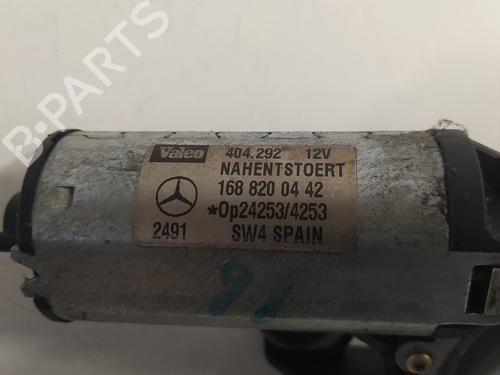 Valeo 404.292 12V
NAHENTSTOERT
168 820 04 42
*Op24253/4253
2491 SW4 SPAIN
B-PARTS